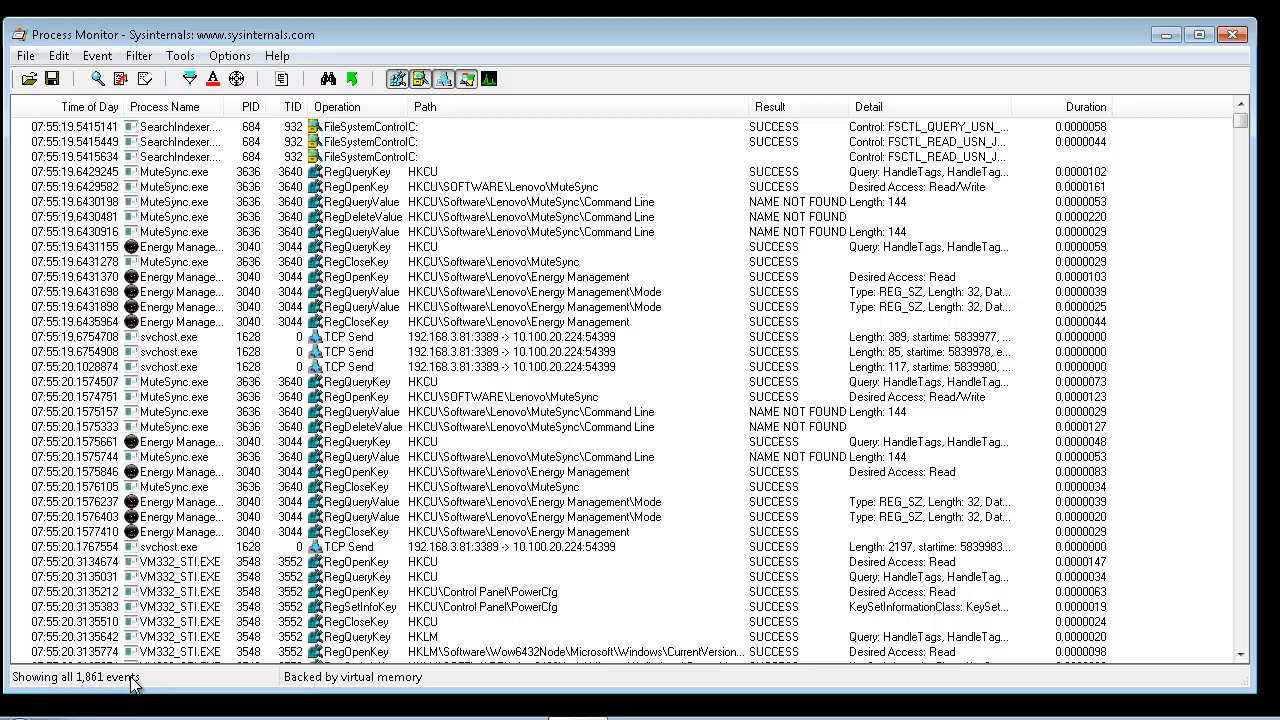 Process Monitor - Sysinternals: www.sysinternals.com
File Edit Event Filter Tools Options Help
Time of Day Process Name PID TID Operation Path Result Detail Duration
07:55:19.5415141 SearchIndexer.... 684 932 FileSystemControl C: SUCCESS Control: FSCTL_QUERY_USN_... 0.0000058
07:55:19.5415449 SearchIndexer.... 684 932 FileSystemControl C: SUCCESS Control: FSCTL_READ_USN_J... 0.0000044
07:55:19.5415634 SearchIndexer.... 684 932 FileSystemControl C: Control: FSCTL_READ_USN_J...
07:55:19.6429245 MuteSync.exe 3636 3640 RegQueryKey HKCU SUCCESS Query: HandleTags, HandleTag... 0.0000102
07:55:19.6429582 MuteSync.exe 3636 3640 RegOpenKey HKCU\SOFTWARE\Lenovo\MuteSync SUCCESS Desired Access: Read/Write 0.0000161
07:55:19.6430198 MuteSync.exe 3636 3640 RegQueryValue HKCU\Software\Lenovo\MuteSync\Command Line NAME NOT FOUND Length: 144 0.0000053
07:55:19.6430481 MuteSync.exe 3636 3640 RegDeleteValue HKCU\Software\Lenovo\MuteSync\Command Line NAME NOT FOUND 0.0000220
07:55:19.6430916 MuteSync.exe 3636 3640 RegQueryValue HKCU\Software\Lenovo\MuteSync\Command Line NAME NOT FOUND Length: 144 0.0000029
07:55:19.6431155 Energy Manage... 3040 3044 RegQueryKey HKCU SUCCESS Query: HandleTags, HandleTag... 0.0000059
07:55:19.6431278 MuteSync.exe 3636 3640 RegCloseKey HKCU\Software\Lenovo\MuteSync SUCCESS 0.0000029
07:55:19.6431370 Energy Manage... 3040 3044 RegOpenKey HKCU\Software\Lenovo\Energy Management SUCCESS Desired Access: Read 0.0000103
07:55:19.6431698 Energy Manage... 3040 3044 RegQueryValue HKCU\Software\Lenovo\Energy Management\Mode SUCCESS Type: REG_SZ, Length: 32, Dat... 0.0000039
07:55:19.6431898 Energy Manage... 3040 3044 RegQueryValue HKCU\Software\Lenovo\Energy Management\Mode SUCCESS Type: REG_SZ, Length: 32, Dat... 0.0000025
07:55:19.6435964 Energy Manage... 3040 3044 RegCloseKey HKCU\Software\Lenovo\Energy Management SUCCESS 0.0000044
07:55:19.6754708 svchost.exe 1628 0 TCP Send 192.168.3.81:3389 -> 10.100.20.224:54399 SUCCESS Length: 389, startime: 5839977, ... 0.0000000
07:55:19.6754908 svchost.exe 1628 0 TCP Send 192.168.3.81:3389 -> 10.100.20.224:54399 SUCCESS Length: 85, startime: 5839978, ... 0.0000000
07:55:20.1028874 svchost.exe 1628 0 TCP Send 192.168.3.81:3389 -> 10.100.20.224:54399 SUCCESS Length: 117, startime: 5839980, ... 0.0000000
07:55:20.1574507 MuteSync.exe 3636 3640 RegQueryKey HKCU SUCCESS Query: HandleTags, HandleTag... 0.0000073
07:55:20.1574751 MuteSync.exe 3636 3640 RegOpenKey HKCU\SOFTWARE\Lenovo\MuteSync SUCCESS Desired Access: Read/Write 0.0000123
07:55:20.1575157 MuteSync.exe 3636 3640 RegQueryValue HKCU\Software\Lenovo\MuteSync\Command Line NAME NOT FOUND Length: 144 0.0000029
07:55:20.1575333 MuteSync.exe 3636 3640 RegDeleteValue HKCU\Software\Lenovo\MuteSync\Command Line NAME NOT FOUND 0.0000127
07:55:20.1575661 Energy Manage... 3040 3044 RegQueryKey HKCU SUCCESS Query: HandleTags, HandleTag... 0.0000048
07:55:20.1575744 MuteSync.exe 3636 3640 RegQueryValue HKCU\Software\Lenovo\MuteSync\Command Line NAME NOT FOUND Length: 144 0.0000053
07:55:20.1575846 Energy Manage... 3040 3044 RegOpenKey HKCU\Software\Lenovo\Energy Management SUCCESS Desired Access: Read 0.0000083
07:55:20.1576105 MuteSync.exe 3636 3640 RegCloseKey HKCU\Software\Lenovo\MuteSync SUCCESS 0.0000034
07:55:20.1576237 Energy Manage... 3040 3044 RegQueryValue HKCU\Software\Lenovo\Energy Management\Mode SUCCESS Type: REG_SZ, Length: 32, Dat... 0.0000039
07:55:20.1576403 Energy Manage... 3040 3044 RegQueryValue HKCU\Software\Lenovo\Energy Management\Mode SUCCESS Type: REG_SZ, Length: 32, Dat... 0.0000020
07:55:20.1577410 Energy Manage... 3040 3044 RegCloseKey HKCU\Software\Lenovo\Energy Management SUCCESS 0.0000029
07:55:20.1767554 svchost.exe 1628 0 TCP Send 192.168.3.81:3389 -> 10.100.20.224:54399 SUCCESS Length: 2197, startime: 583998... 0.0000000
07:55:20.3134674 VM332_STI.EXE 3548 3552 RegOpenKey HKCU SUCCESS Desired Access: Read 0.0000147
07:55:20.3135031 VM332_STI.EXE 3548 3552 RegQueryKey HKCU SUCCESS Query: HandleTags, HandleTag... 0.0000034
07:55:20.3135212 VM332_STI.EXE 3548 3552 RegOpenKey HKCU\Control Panel\PowerCfg SUCCESS Desired Access: Read 0.0000063
07:55:20.3135383 VM332_STI.EXE 3548 3552 RegSetInfoKey HKCU\Control Panel\PowerCfg SUCCESS KeySetInformationClass: KeySet... 0.0000019
07:55:20.3135510 VM332_STI.EXE 3548 3552 RegCloseKey HKCU SUCCESS 0.0000024
07:55:20.3135642 VM332_STI.EXE 3548 3552 RegQueryKey HKLM SUCCESS Query: HandleTags, HandleTag... 0.0000020
07:55:20.3135774 VM332_STI.EXE 3548 3552 RegOpenKey HKLM\Software\Wow6432Node\Microsoft\Windows\CurrentVersion... SUCCESS Desired Access: Read 0.0000098
Showing all 1,861 events Backed by virtual memory